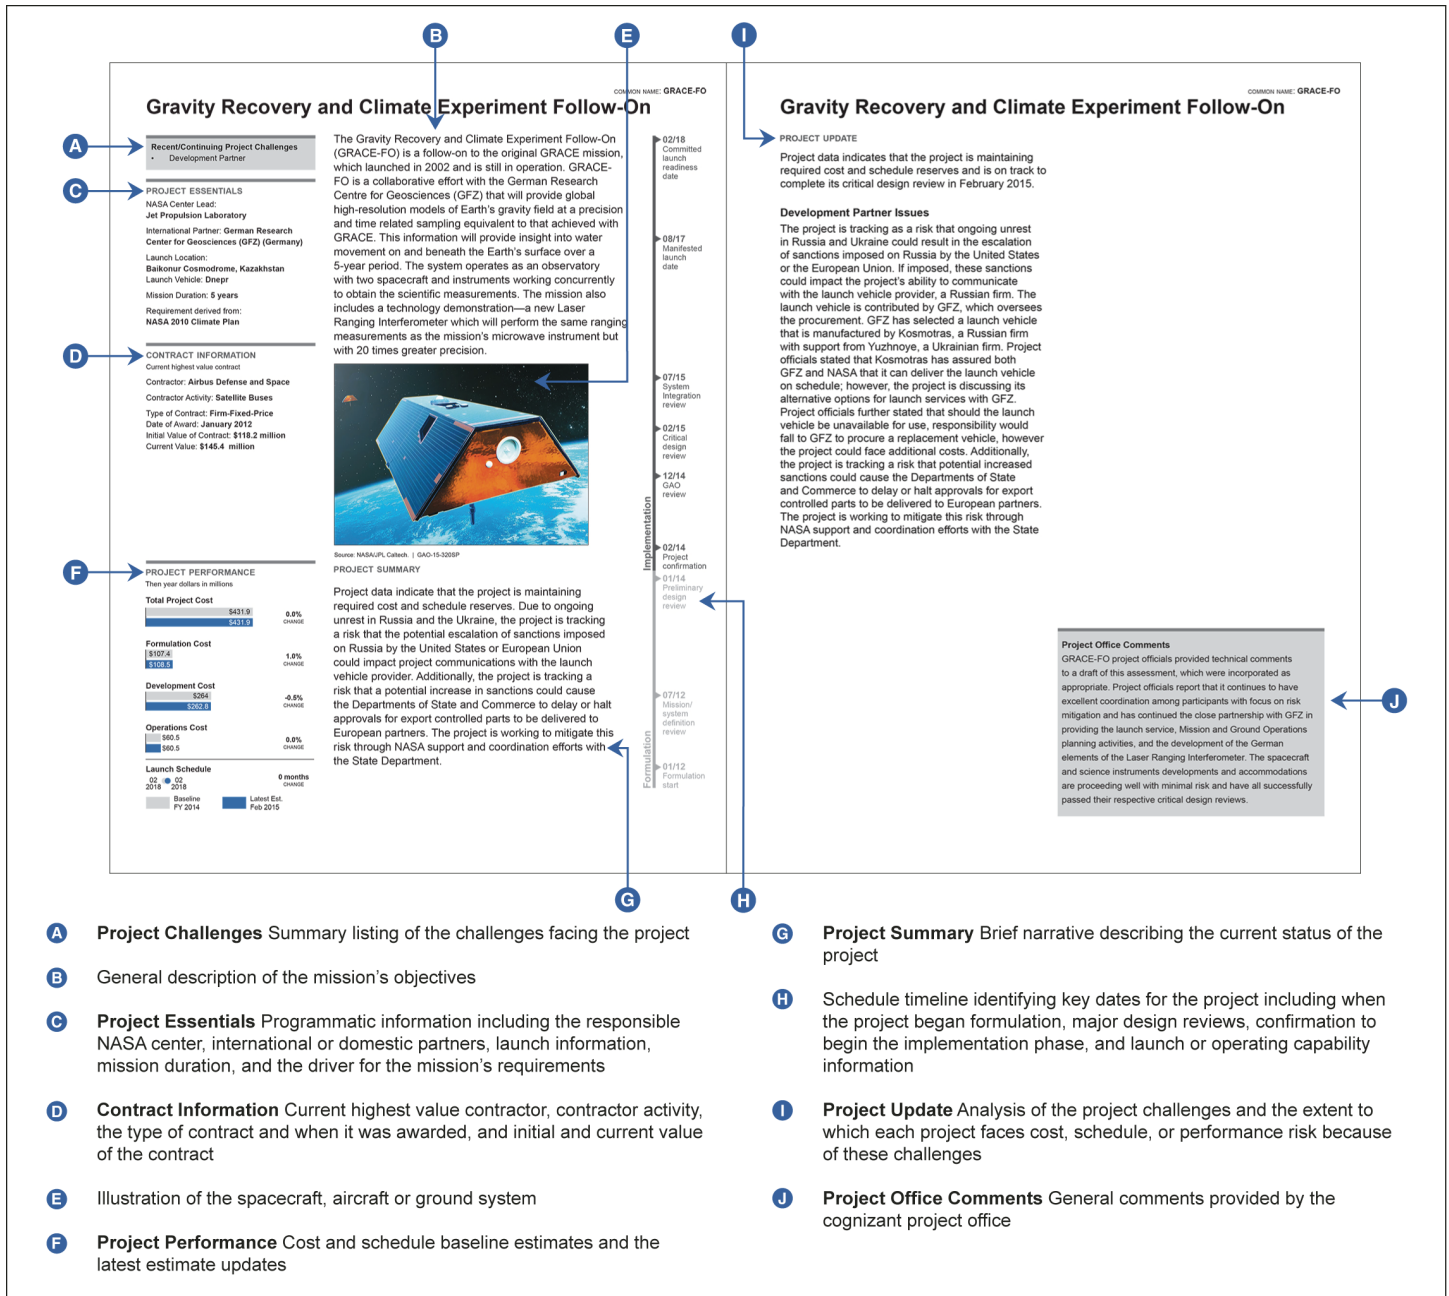 B
E
I
COMMON NAME: GRACE-FO
Gravity Recovery and Climate Experiment Follow-On
A
Recent/Continuing Project Challenges
• Development Partner
C
PROJECT ESSENTIALS
NASA Center Lead:
Jet Propulsion Laboratory
International Partner: German Research
Center for Geosciences (GFZ) (Germany)
Launch Location:
Baikonur Cosmodrome, Kazakhstan
Launch Vehicle: Dnepr
Mission Duration: 5 years
Requirement derived from:
NASA 2010 Climate Plan
D
CONTRACT INFORMATION
Current highest value contract
Contractor: Airbus Defense and Space
Contractor Activity: Satellite Buses
Type of Contract: Firm-Fixed-Price
Date of Award: January 2012
Initial Value of Contract: $118.2 million
Current Value: $145.4 million
F
PROJECT PERFORMANCE
Then year dollars in millions
Total Project Cost
$431.9
$431.9
0.0%
CHANGE
Formulation Cost
$107.4
$108.5
1.0%
CHANGE
Development Cost
$264
$262.8
-0.5%
CHANGE
Operations Cost
$60.5
$60.5
0.0%
CHANGE
Launch Schedule
02 02
2018 2018
0 months
CHANGE
Baseline
FY 2014
Latest Est.
Feb 2015
The Gravity Recovery and Climate Experiment Follow-On
(GRACE-FO) is a follow-on to the original GRACE mission,
which launched in 2002 and is still in operation. GRACE-
FO is a collaborative effort with the German Research
Centre for Geosciences (GFZ) that will provide global
high-resolution models of Earth's gravity field at a precision
and time related sampling equivalent to that achieved with
GRACE. This information will provide insight into water
movement on and beneath the Earth's surface over a
5-year period. The system operates as an observatory
with two spacecraft and instruments working concurrently
to obtain the scientific measurements. The mission also
includes a technology demonstration—a new Laser
Ranging Interferometer which will perform the same ranging
measurements as the mission's microwave instrument but
with 20 times greater precision.
Source: NASA/JPL Caltech. | GAO-15-320SP
PROJECT SUMMARY
Project data indicate that the project is maintaining
required cost and schedule reserves. Due to ongoing
unrest in Russia and the Ukraine, the project is tracking
a risk that the potential escalation of sanctions imposed
on Russia by the United States or European Union
could impact project communications with the launch
vehicle provider. Additionally, the project is tracking a
risk that a potential increase in sanctions could cause
the Departments of State and Commerce to delay or halt
approvals for export controlled parts to be delivered to
European partners. The project is working to mitigate this
risk through NASA support and coordination efforts with
the State Department.
02/18
Committed
launch
readiness
date
08/17
Manifested
launch
date
07/15
System
Integration
review
02/15
Critical
design
review
12/14
GAO
review
02/14
Project
confirmation
Implementation
01/14
Preliminary
design
review
07/12
Mission/
system
definition
review
01/12
Formulation
start
Formulation
G
H
COMMON NAME: GRACE-FO
Gravity Recovery and Climate Experiment Follow-On
PROJECT UPDATE
Project data indicates that the project is maintaining
required cost and schedule reserves and is on track to
complete its critical design review in February 2015.
Development Partner Issues
The project is tracking as a risk that ongoing unrest
in Russia and Ukraine could result in the escalation
of sanctions imposed on Russia by the United States
or the European Union. If imposed, these sanctions
could impact the project's ability to communicate
with the launch vehicle provider, a Russian firm. The
launch vehicle is contributed by GFZ, which oversees
the procurement. GFZ has selected a launch vehicle
that is manufactured by Kosmotras, a Russian firm
with support from Yuzhnoye, a Ukrainian firm. Project
officials stated that Kosmotras has assured both
GFZ and NASA that it can deliver the launch vehicle
on schedule; however, the project is discussing its
alternative options for launch services with GFZ.
Project officials further stated that should the launch
vehicle be unavailable for use, responsibility would
fall to GFZ to procure a replacement vehicle, however
the project could face additional costs. Additionally,
the project is tracking a risk that potential increased
sanctions could cause the Departments of State
and Commerce to delay or halt approvals for export
controlled parts to be delivered to European partners.
The project is working to mitigate this risk through
NASA support and coordination efforts with the State
Department.
Project Office Comments
GRACE-FO project officials provided technical comments
to a draft of this assessment, which were incorporated as
appropriate. Project officials report that it continues to have
excellent coordination among participants with focus on risk
mitigation and has continued the close partnership with GFZ in
providing the launch service, Mission and Ground Operations
planning activities, and the development of the German
elements of the Laser Ranging Interferometer. The spacecraft
and science instruments developments and accommodations
are proceeding well with minimal risk and have all successfully
passed their respective critical design reviews.
J
A Project Challenges Summary listing of the challenges facing the project
B General description of the mission's objectives
C Project Essentials Programmatic information including the responsible
NASA center, international or domestic partners, launch information,
mission duration, and the driver for the mission's requirements
D Contract Information Current highest value contractor, contractor activity,
the type of contract and when it was awarded, and initial and current value
of the contract
E Illustration of the spacecraft, aircraft or ground system
F Project Performance Cost and schedule baseline estimates and the
latest estimate updates
G Project Summary Brief narrative describing the current status of the
project
H Schedule timeline identifying key dates for the project including when
the project began formulation, major design reviews, confirmation to
begin the implementation phase, and launch or operating capability
information
I Project Update Analysis of the project challenges and the extent to
which each project faces cost, schedule, or performance risk because
of these challenges
J Project Office Comments General comments provided by the
cognizant project office